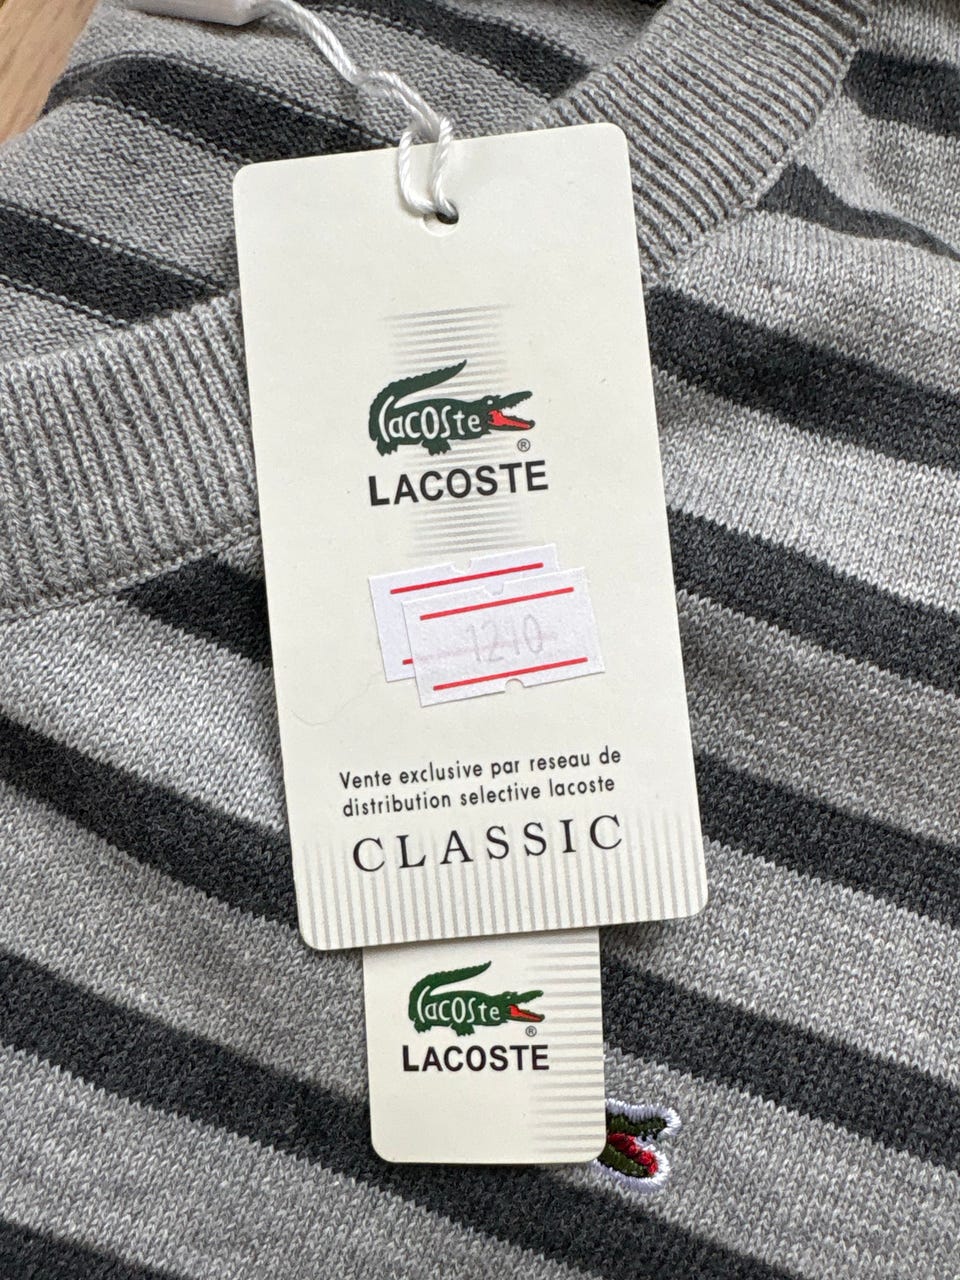 lacoste
®
LACOSTE
1210
Vente exclusive par reseau de
distribution selective lacoste
CLASSIC
lacoste
®
LACOSTE